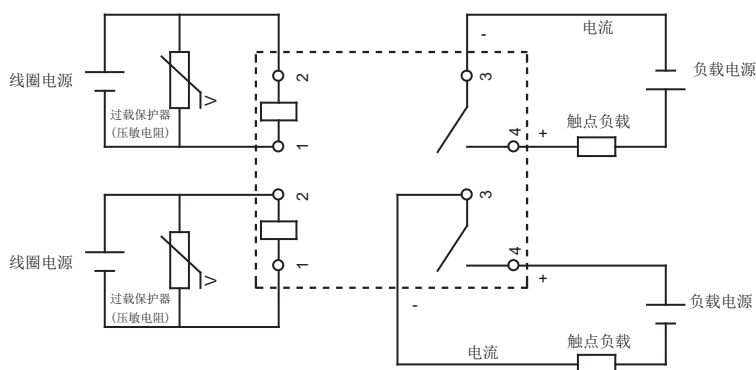 电流
-
线圈电源
V
2
3
负载电源
过载保护器
(压敏电阻)
1
4
+
触点负载
2
3
线圈电源
V
1
4
+
过载保护器
(压敏电阻)
-
负载电源
电流
触点负载